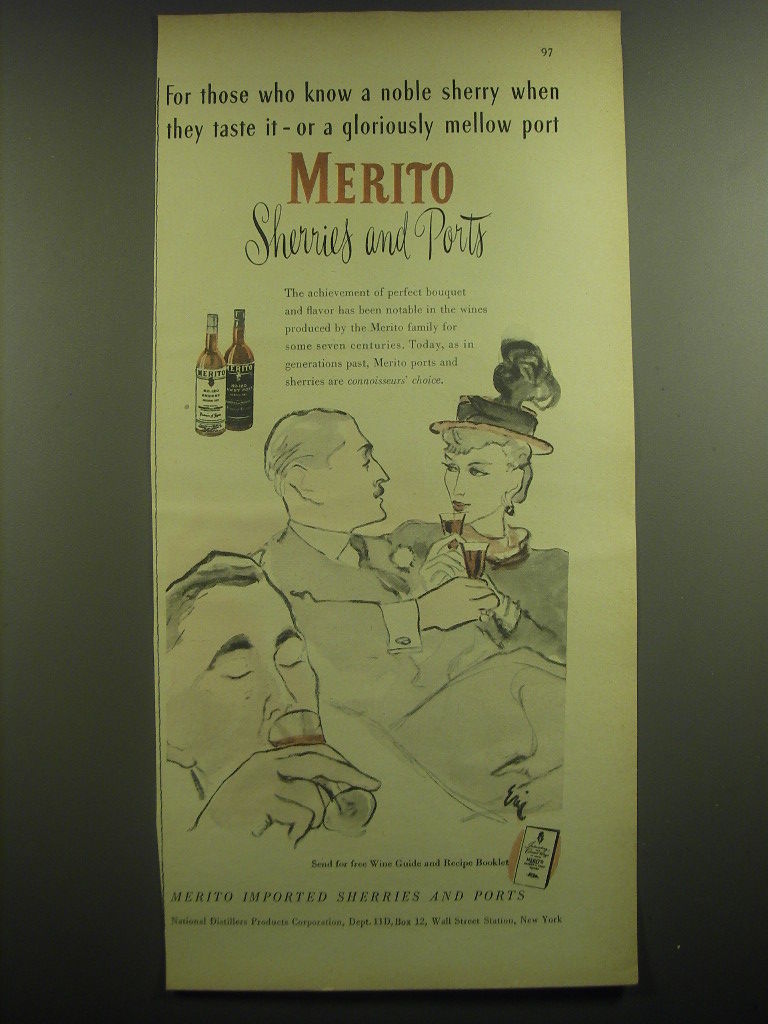 97
For those who know a noble sherry when
they taste it - or a gloriously mellow port
MERITO
Sherries and Ports
The achievement of perfect bouquet
and flavor has been notable in the wines
produced by the Merito family for
some seven centuries. Today, as in
generations past, Merito ports and
sherries are connoisseurs' choice.
MERITO
SHERRY
MERITO
Eric
Send for free Wine Guide and Recipe Booklet
MERITO
MERITO IMPORTED SHERRIES AND PORTS
National Distillers Products Corporation, Dept. 11D, Box 12, Wall Street Station, New York